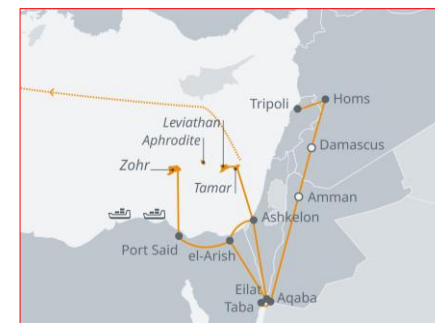 Tripoli
Homs
Leviathan
Aphrodite
Damascus
Zohr
Tamar
Amman
Ashkelon
Port Said
el-Arish
Eilat
Taba
Aqaba